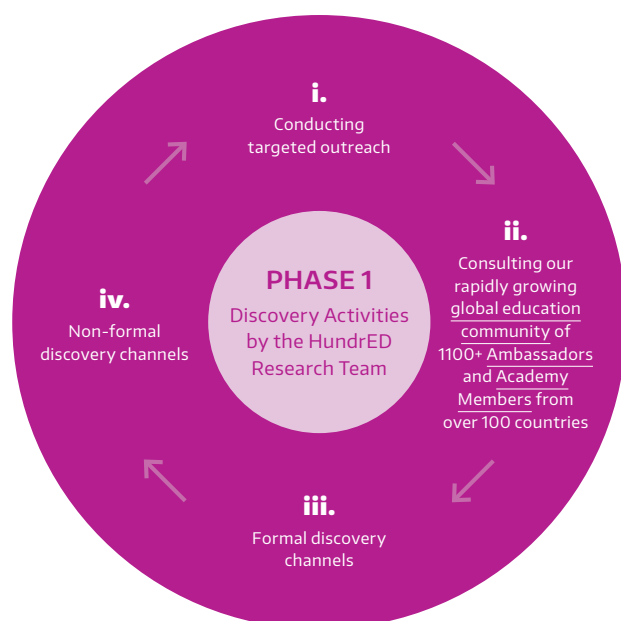 i.
Conducting
targeted outreach
ii.
Consulting our
rapidly growing
global education
community of
1100+ Ambassadors
and Academy
Members from
over 100 countries
iii.
Formal discovery
channels
iv.
Non-formal
discovery channels
PHASE 1
Discovery Activities
by the HundrED
Research Team